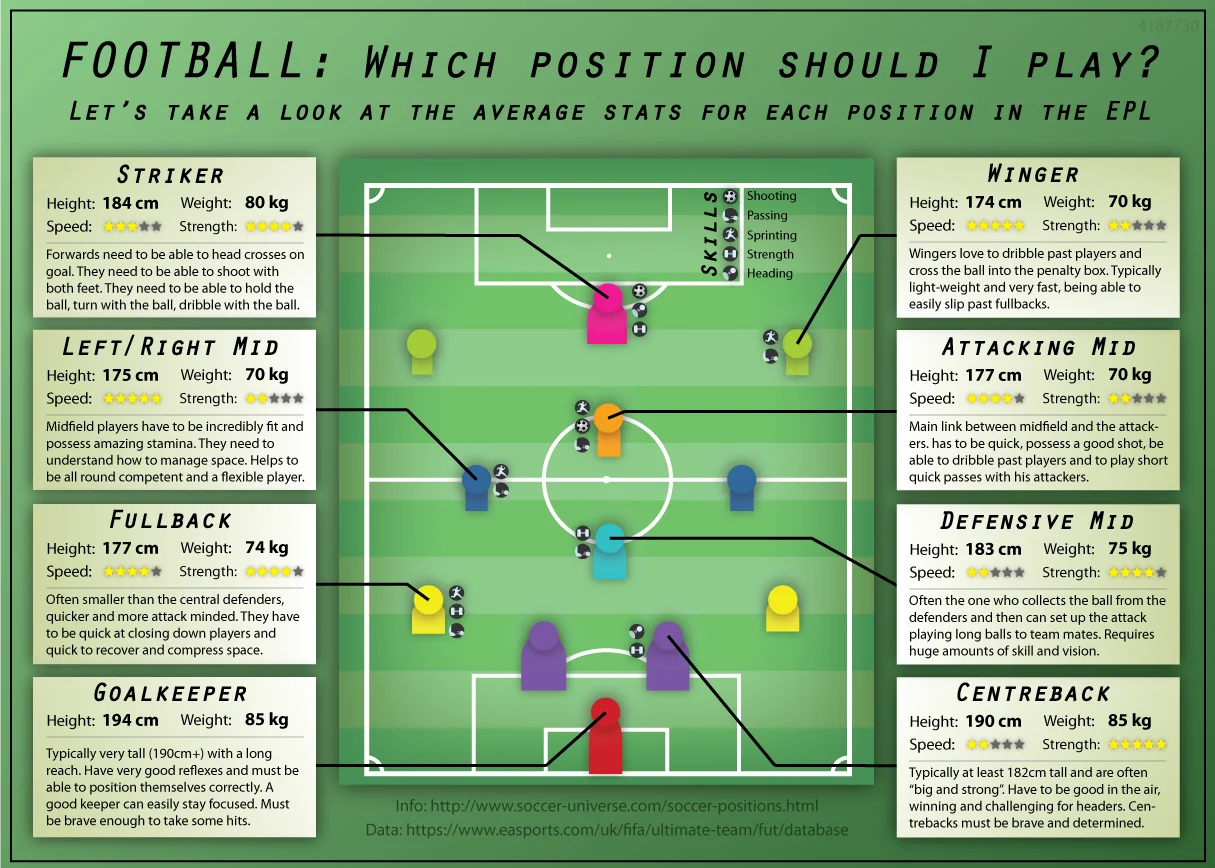 4187730
FOOTBALL: Which position should I play?
Let's take a look at the average stats for each position in the EPL
Striker
Height: 184 cm Weight: 80 kg
Speed: Strength:
Forwards need to be able to head crosses on
goal. They need to be able to shoot with
both feet. They need to be able to hold the
ball, turn with the ball, dribble with the ball.
Left/Right Mid
Height: 175 cm Weight: 70 kg
Speed: Strength:
Midfield players have to be incredibly fit and
possess amazing stamina. They need to
understand how to manage space. Helps to
be all round competent and a flexible player.
Fullback
Height: 177 cm Weight: 74 kg
Speed: Strength:
Often smaller than the central defenders,
quicker and more attack minded. They have
to be quick at closing down players and
quick to recover and compress space.
Goalkeeper
Height: 194 cm Weight: 85 kg
Typically very tall (190cm+) with a long
reach. Have very good reflexes and must be
able to position themselves correctly. A
good keeper can easily stay focused. Must
be brave enough to take some hits.
SKILLS
Shooting
Passing
Sprinting
Strength
Heading
Winger
Height: 174 cm Weight: 70 kg
Speed: Strength:
Wingers love to dribble past players and
cross the ball into the penalty box. Typically
light-weight and very fast, being able to
easily slip past fullbacks.
Attacking Mid
Height: 177 cm Weight: 70 kg
Speed: Strength:
Main link between midfield and the attack-
ers. has to be quick, possess a good shot, be
able to dribble past players and to play short
quick passes with his attackers.
Defensive Mid
Height: 183 cm Weight: 75 kg
Speed: Strength:
Often the one who collects the ball from the
defenders and then can set up the attack
playing long balls to team mates. Requires
huge amounts of skill and vision.
Centreback
Height: 190 cm Weight: 85 kg
Speed: Strength:
Typically at least 182cm tall and are often
“big and strong”. Have to be good in the air,
winning and challenging for headers. Cen-
trebacks must be brave and determined.
Info: http://www.soccer-universe.com/soccer-positions.html
Data: https://www.easports.com/uk/fifa/ultimate-team/fut/database